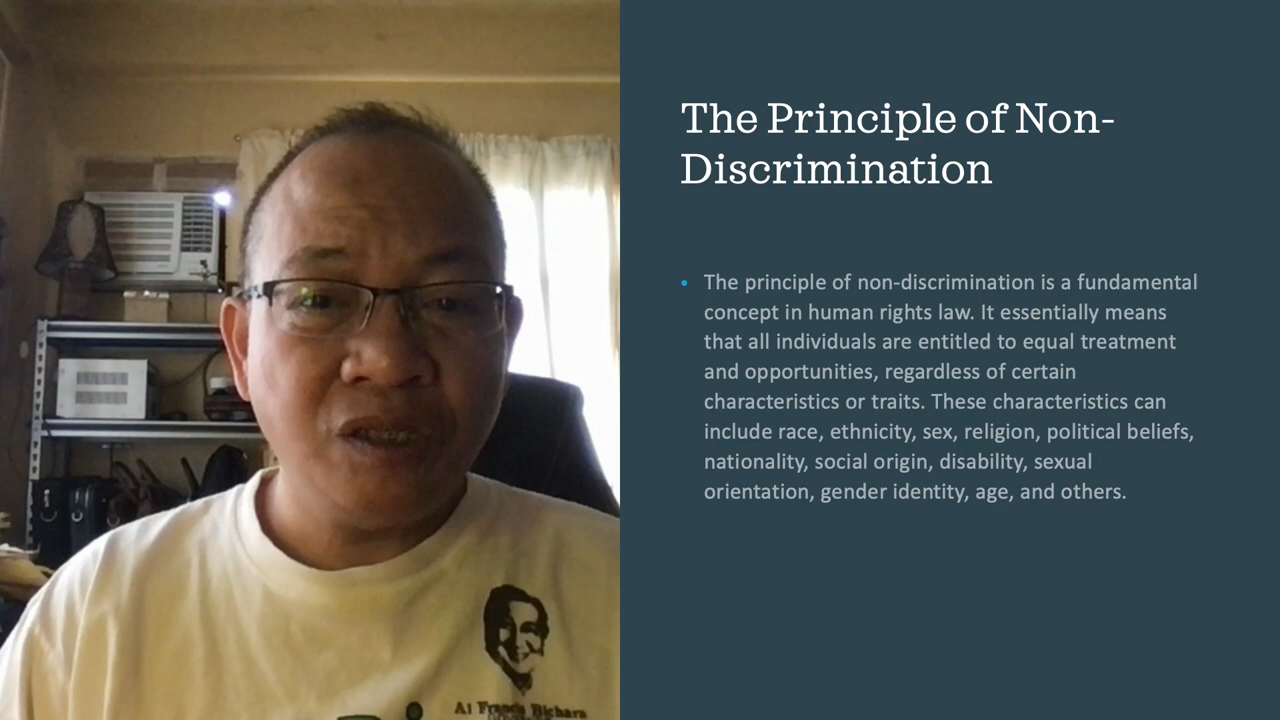 The Principle of Non-
Discrimination
• The principle of non-discrimination is a fundamental
concept in human rights law. It essentially means
that all individuals are entitled to equal treatment
and opportunities, regardless of certain
characteristics or traits. These characteristics can
include race, ethnicity, sex, religion, political beliefs,
nationality, social origin, disability, sexual
orientation, gender identity, age, and others.
Al Francis Bichara